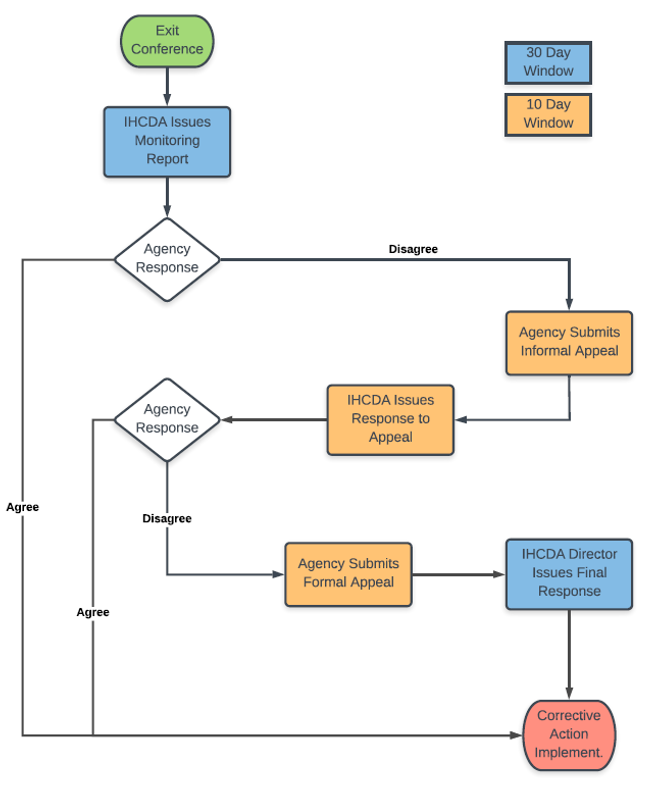 Exit
Conference
30 Day
Window
10 Day
Window
IHCDA Issues
Monitoring
Report
Agency
Response
Disagree
Agency Submits
Informal Appeal
IHCDA Issues
Response to
Appeal
Agency
Response
Agree
Disagree
Agency Submits
Formal Appeal
IHCDA Director
Issues Final
Response
Agree
Corrective
Action
Implement.